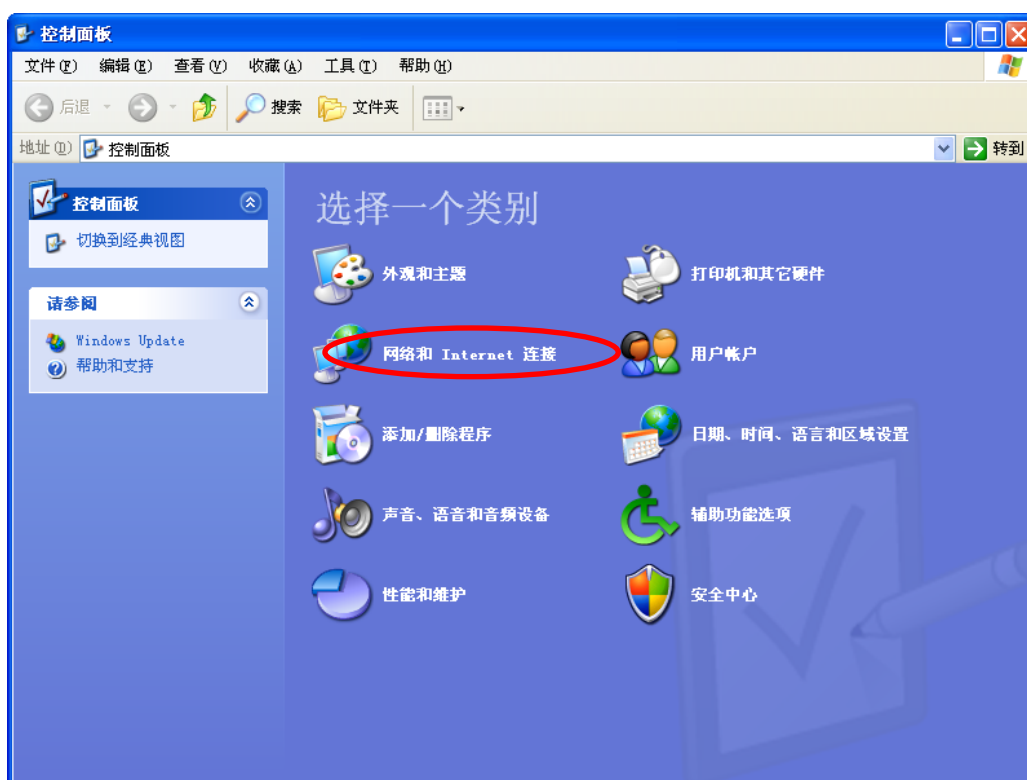 控制面板
文件(F) 编辑(E) 查看(V) 收藏(A) 工具(T) 帮助(H)
后退 搜索 文件夹
地址(D) 控制面板 转到
控制面板
切换到经典视图
请参阅
Windows Update
帮助和支持
选择一个类别
外观和主题
打印机和其它硬件
网络和 Internet 连接
用户帐户
添加/删除程序
日期、时间、语言和区域设置
声音、语音和音频设备
辅助功能选项
性能和维护
安全中心